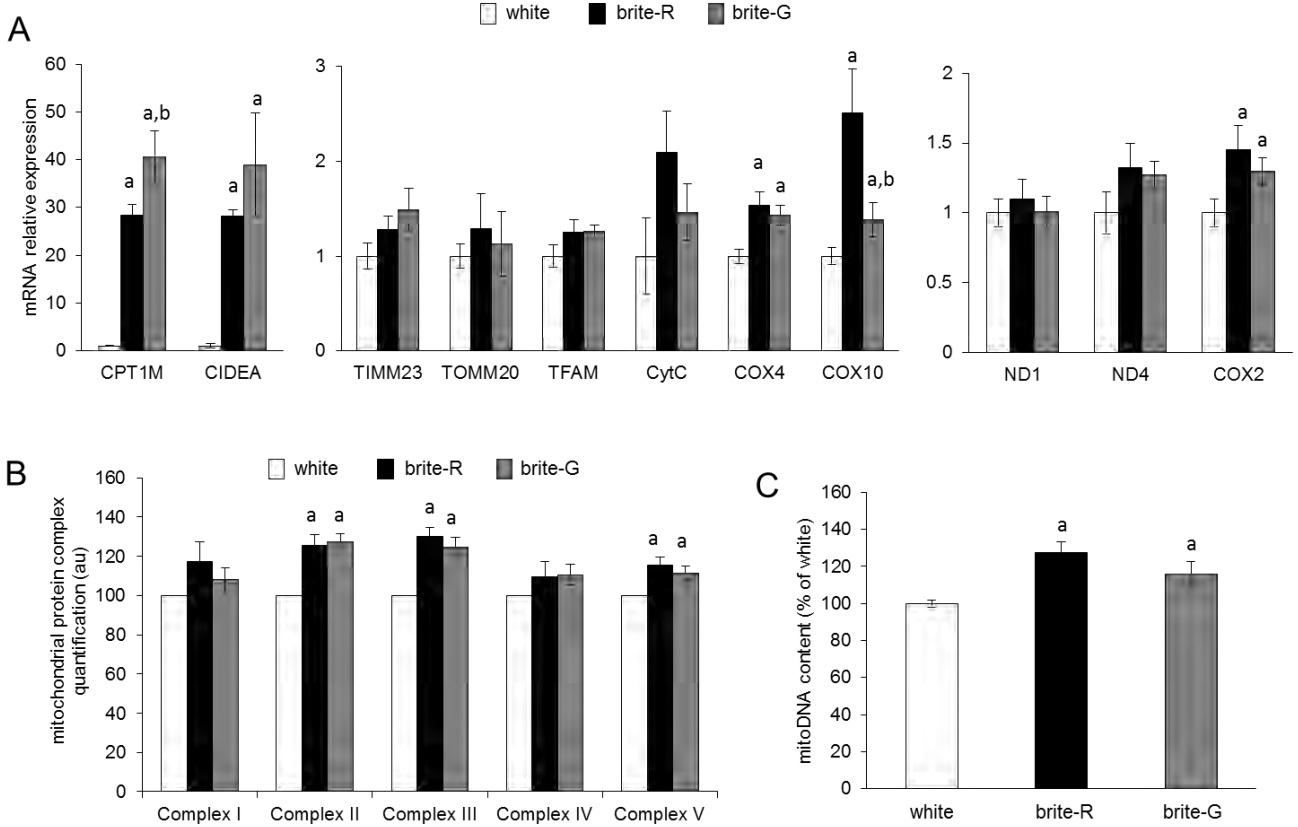 A
white brite-R brite-G
mRNA relative expression
60
50
40
30
20
10
0
a
a,b
a
a
CPT1M CIDEA
3
2
1
0
a
a
a
a,b
TIMM23 TOMM20 TFAM CytC COX4 COX10
2
1.5
1
0.5
0
a
a
ND1 ND4 COX2
B
white brite-R brite-G
mitochondrial protein complex
quantification (au)
160
140
120
100
80
60
40
20
0
a a
a a
a a
Complex I Complex II Complex III Complex IV Complex V
C
mitoDNA content (% of white)
160
140
120
100
80
60
40
20
0
a
a
white brite-R brite-G